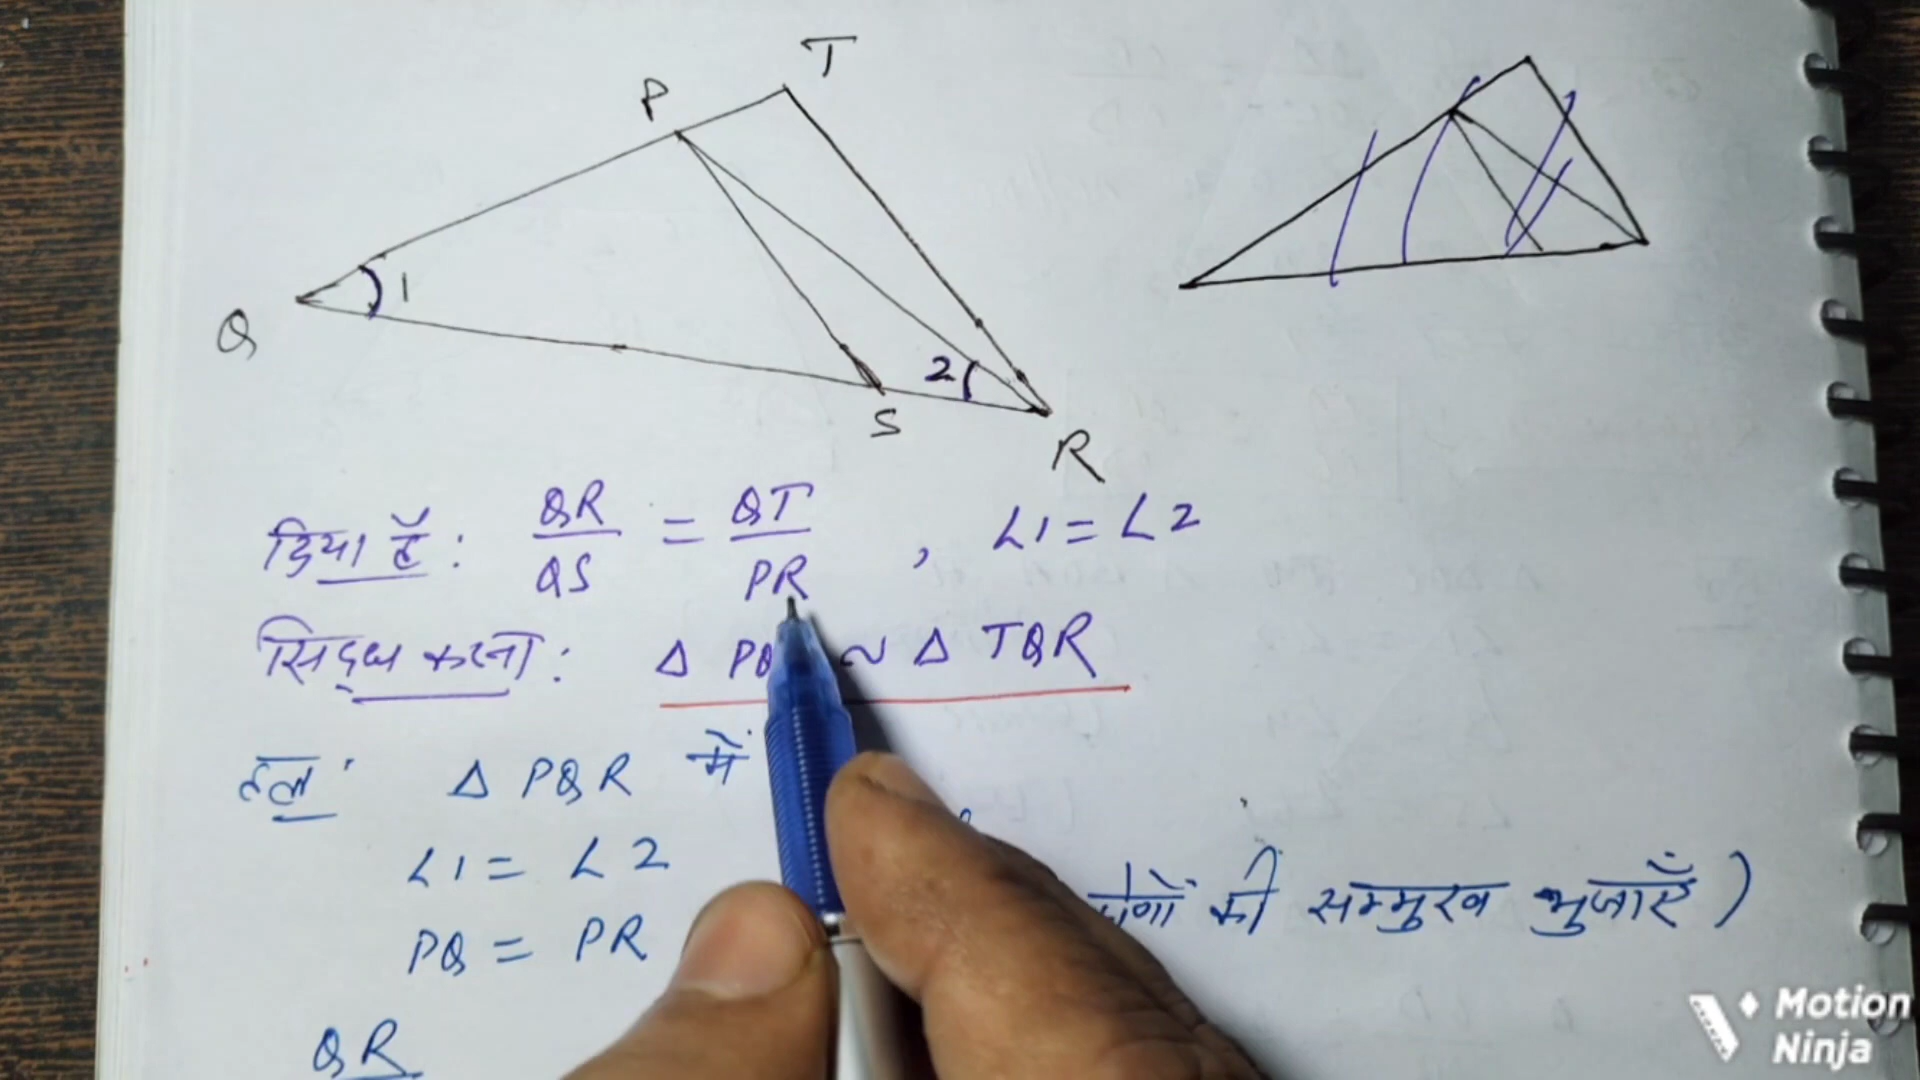 T
P
Q
1
2
S
R
दिया है : QR/QS = QT/PR , ∠1 = ∠2
सिद्ध करना : Δ PQ ~ Δ TQR
हल : Δ PQR में
∠1 = ∠2
PQ = PR
की सम्मुख भुजाएँ )
QR
Motion
Ninja